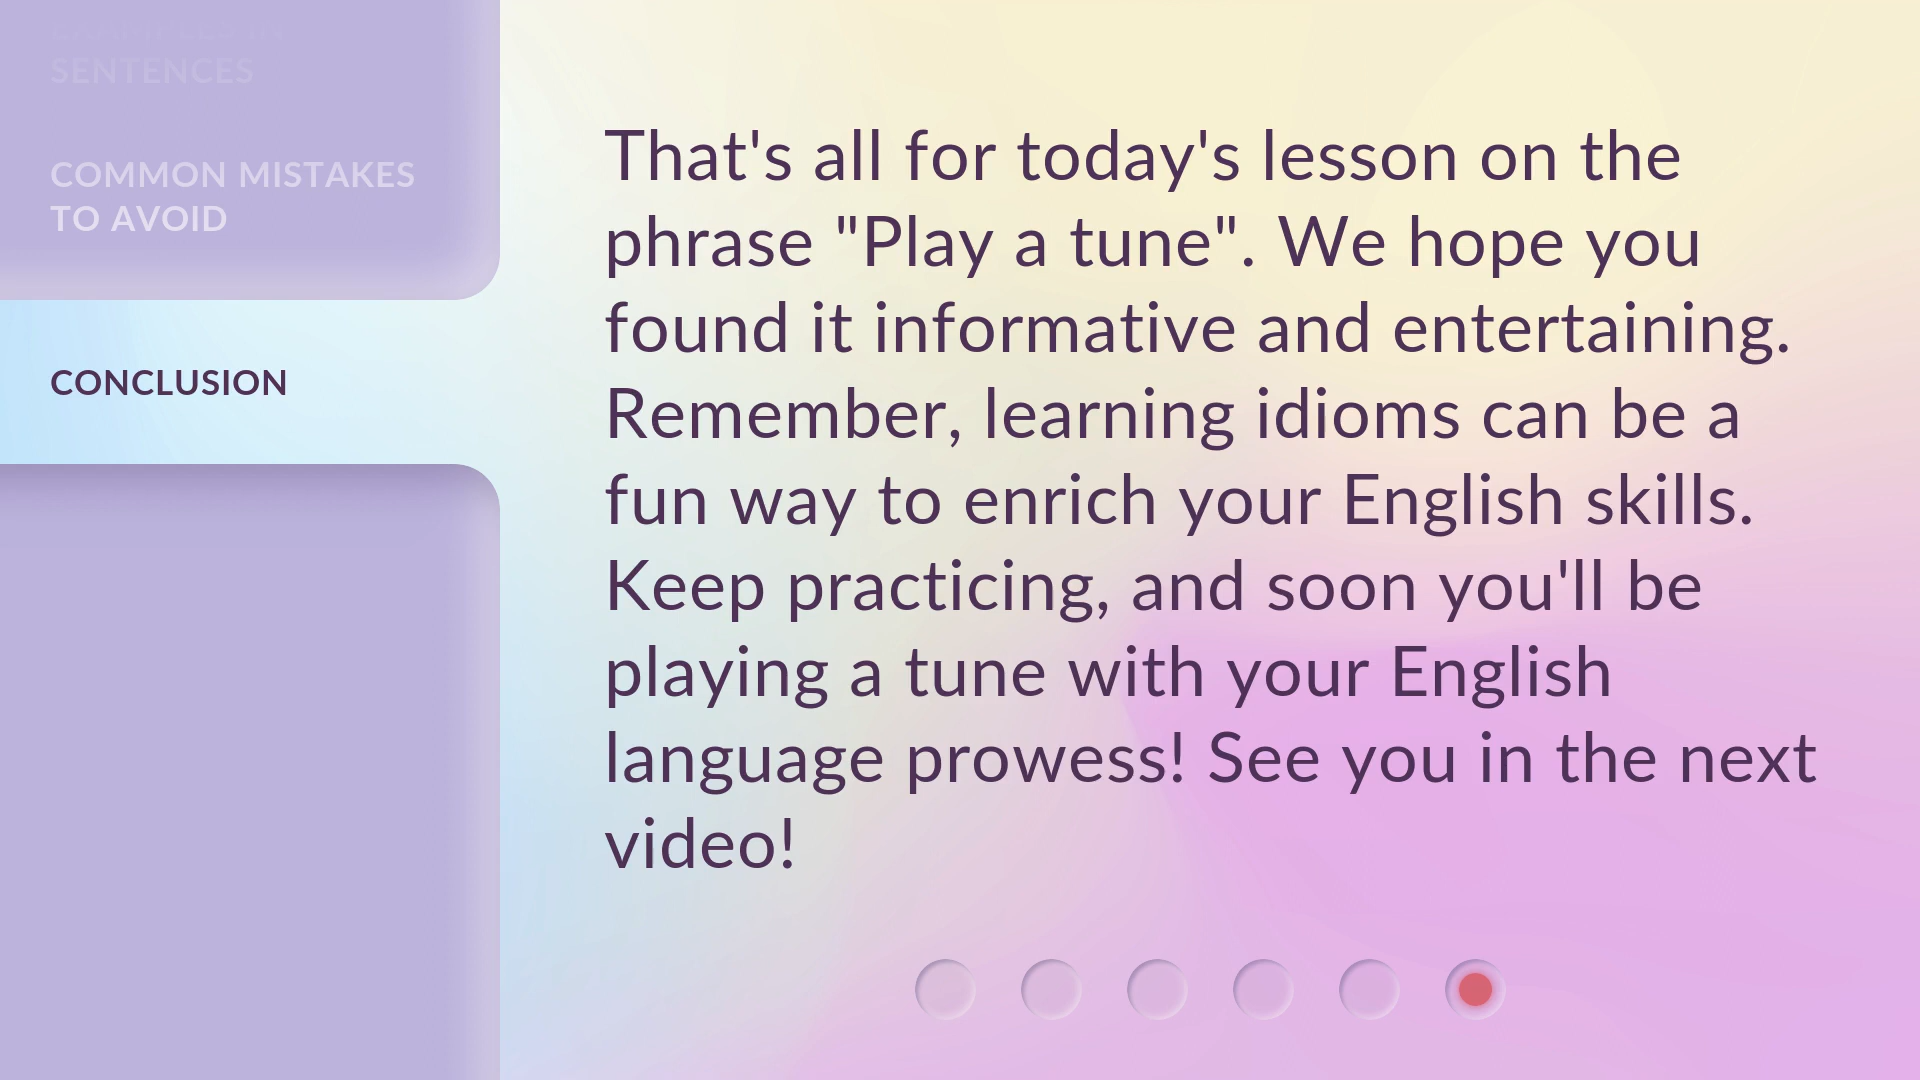 SENTENCES
COMMON MISTAKES
TO AVOID
CONCLUSION
That's all for today's lesson on the
phrase "Play a tune". We hope you
found it informative and entertaining.
Remember, learning idioms can be a
fun way to enrich your English skills.
Keep practicing, and soon you'll be
playing a tune with your English
language prowess! See you in the next
video!